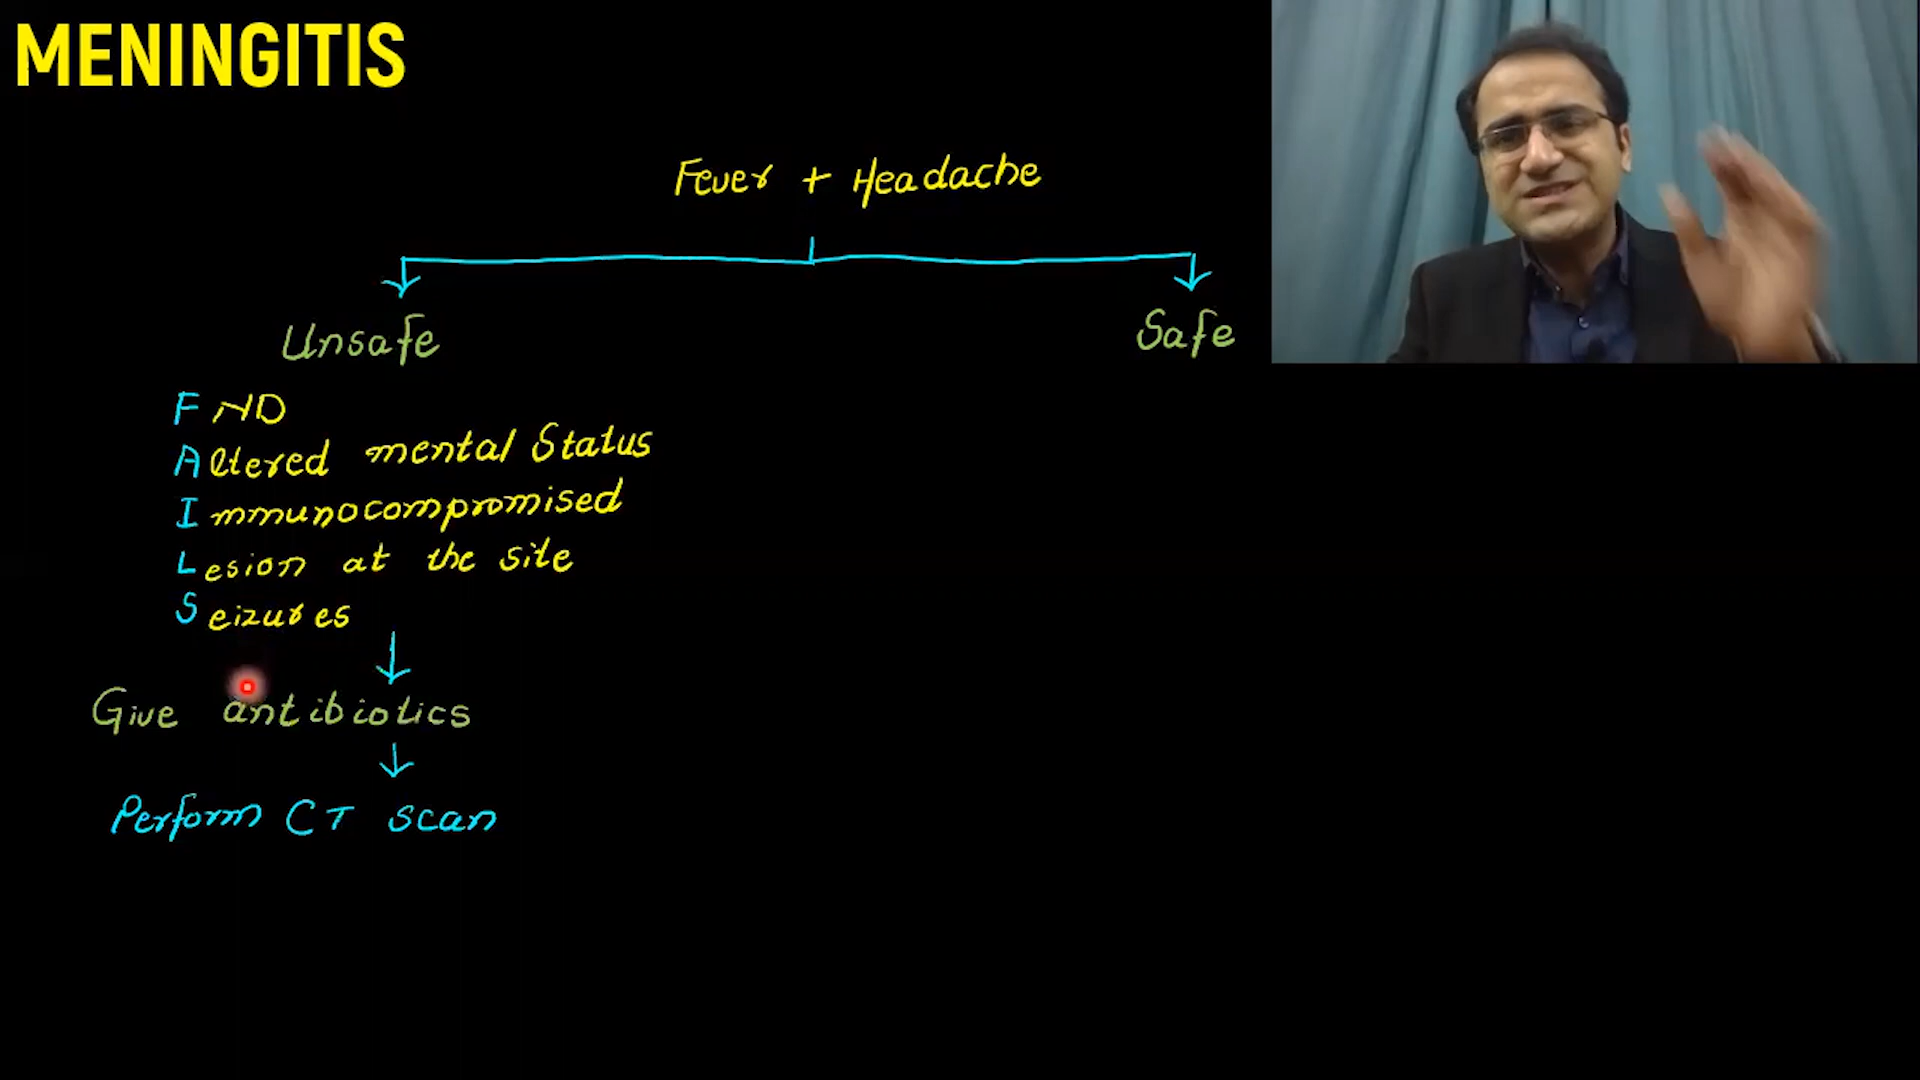 MENINGITIS
Fever + Headache
Unsafe
Safe
FND
Altered mental Status
Immunocompromised
Lesion at the site
Seizures
Give antibiotics
Perform CT scan